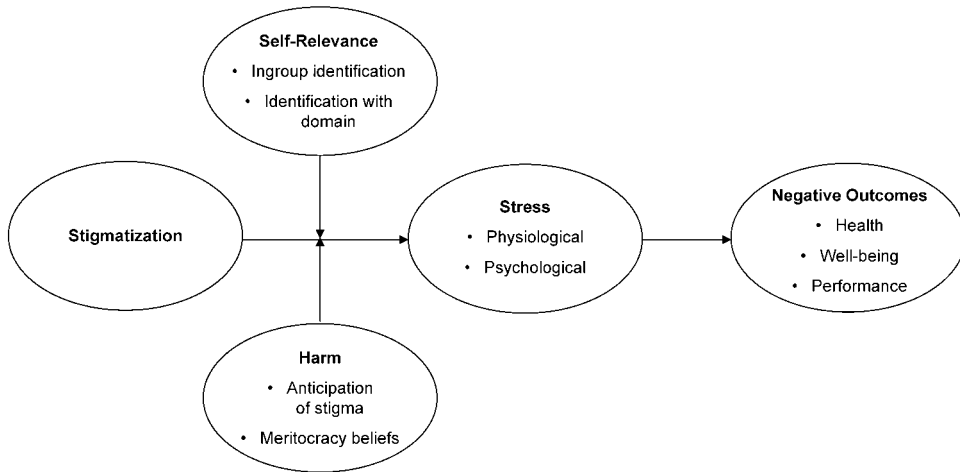 Self-Relevance
• Ingroup identification
• Identification with
domain
Stigmatization
Stress
• Physiological
• Psychological
Negative Outcomes
• Health
• Well-being
• Performance
Harm
• Anticipation
of stigma
• Meritocracy beliefs